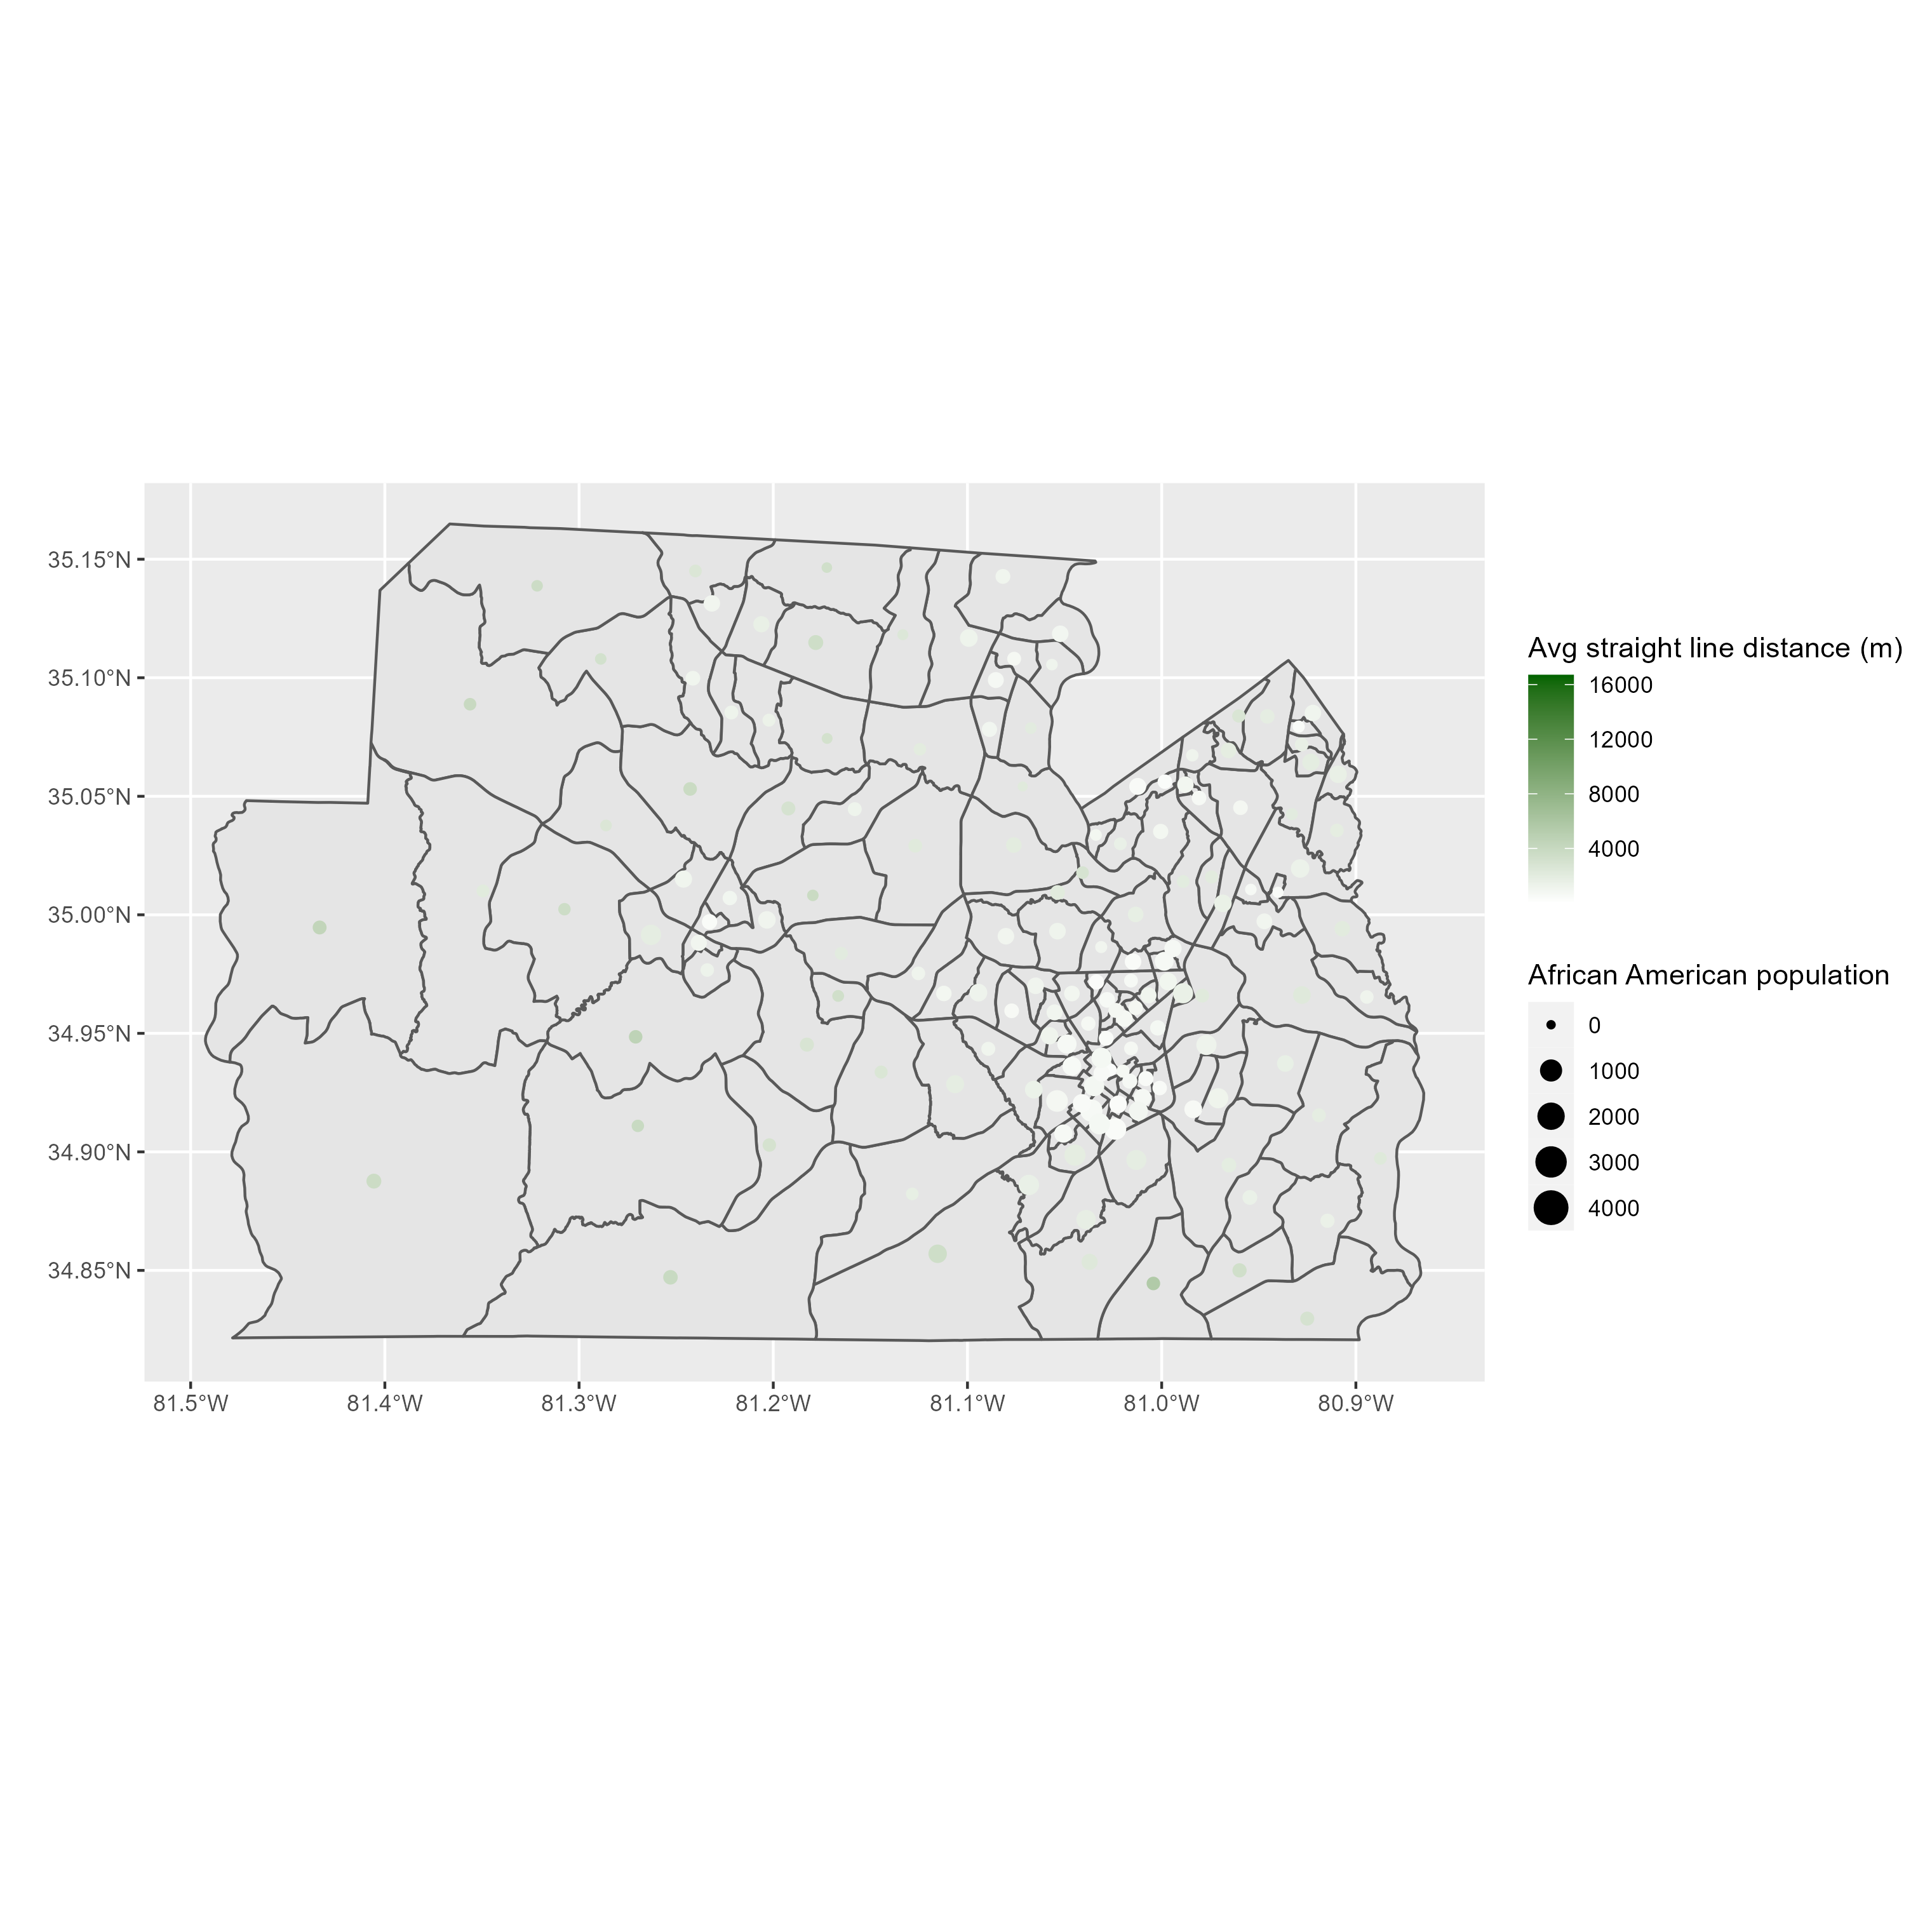 35.15°N
35.10°N
35.05°N
35.00°N
34.95°N
34.90°N
34.85°N
81.5°W 81.4°W 81.3°W 81.2°W 81.1°W 81.0°W 80.9°W
Avg straight line distance (m)
16000
12000
8000
4000
African American population
0
1000
2000
3000
4000